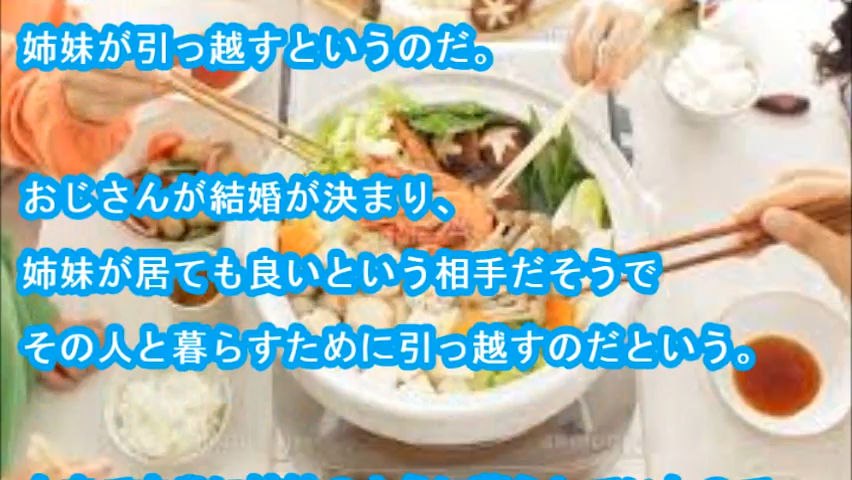 姉妹が引っ越すというのだ。
おじさんが結婚が決まり、
姉妹が居ても良いという相手だそうで
その人と暮らすために引っ越すのだという。